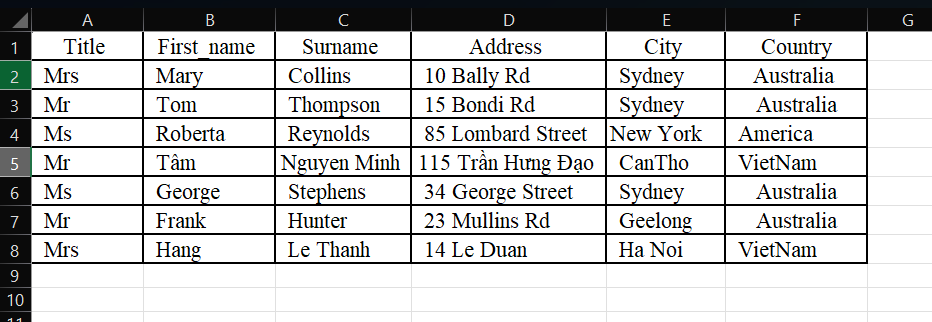 A B C D E F G
1 Title First_name Surname Address City Country
2 Mrs Mary Collins 10 Bally Rd Sydney Australia
3 Mr Tom Thompson 15 Bondi Rd Sydney Australia
4 Ms Roberta Reynolds 85 Lombard Street New York America
5 Mr Tâm Nguyen Minh 115 Trần Hưng Đạo CanTho VietNam
6 Ms George Stephens 34 George Street Sydney Australia
7 Mr Frank Hunter 23 Mullins Rd Geelong Australia
8 Mrs Hang Le Thanh 14 Le Duan Ha Noi VietNam
9
10
11